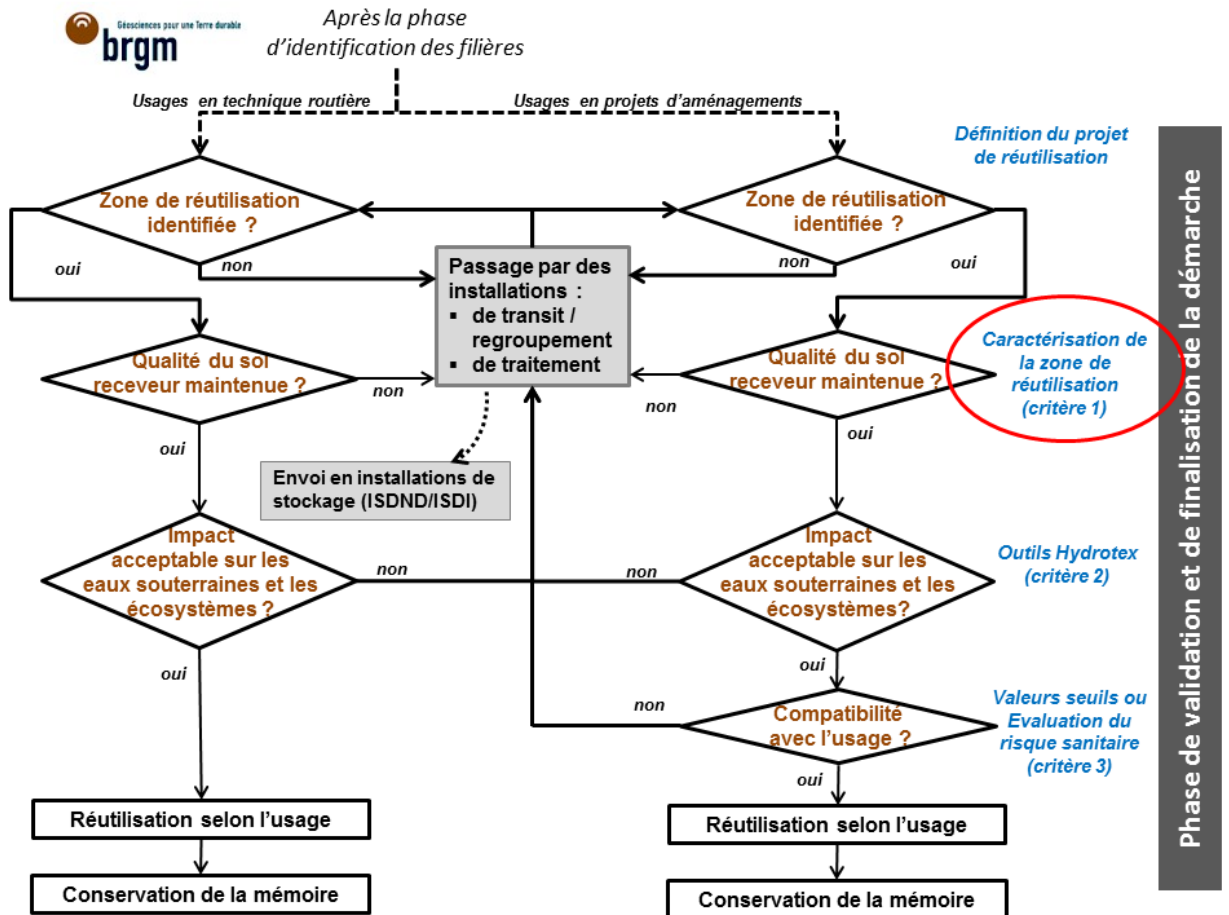 Géosciences pour une Terre durable
brgm
Après la phase
d'identification des filières
Usages en technique routière
Usages en projets d'aménagements
Définition du projet
de réutilisation
Zone de réutilisation
identifiée ?
Zone de réutilisation
identifiée ?
oui
non
Passage par des
installations :
▪ de transit /
regroupement
▪ de traitement
non
oui
Qualité du sol
receveur maintenue ?
non
Qualité du sol
receveur maintenue ?
non
Caractérisation de
la zone de
réutilisation
(critère 1)
oui
oui
Envoi en installations de
stockage (ISDND/ISDI)
Impact
acceptable sur les
eaux souterraines et les
écosystèmes ?
non
non
Impact
acceptable sur les
eaux souterraines et les
écosystèmes?
Outils Hydrotex
(critère 2)
oui
oui
non
Compatibilité
avec l'usage ?
Valeurs seuils ou
Evaluation du
risque sanitaire
(critère 3)
oui
Réutilisation selon l'usage
Réutilisation selon l'usage
Conservation de la mémoire
Conservation de la mémoire
Phase de validation et de finalisation de la démarche